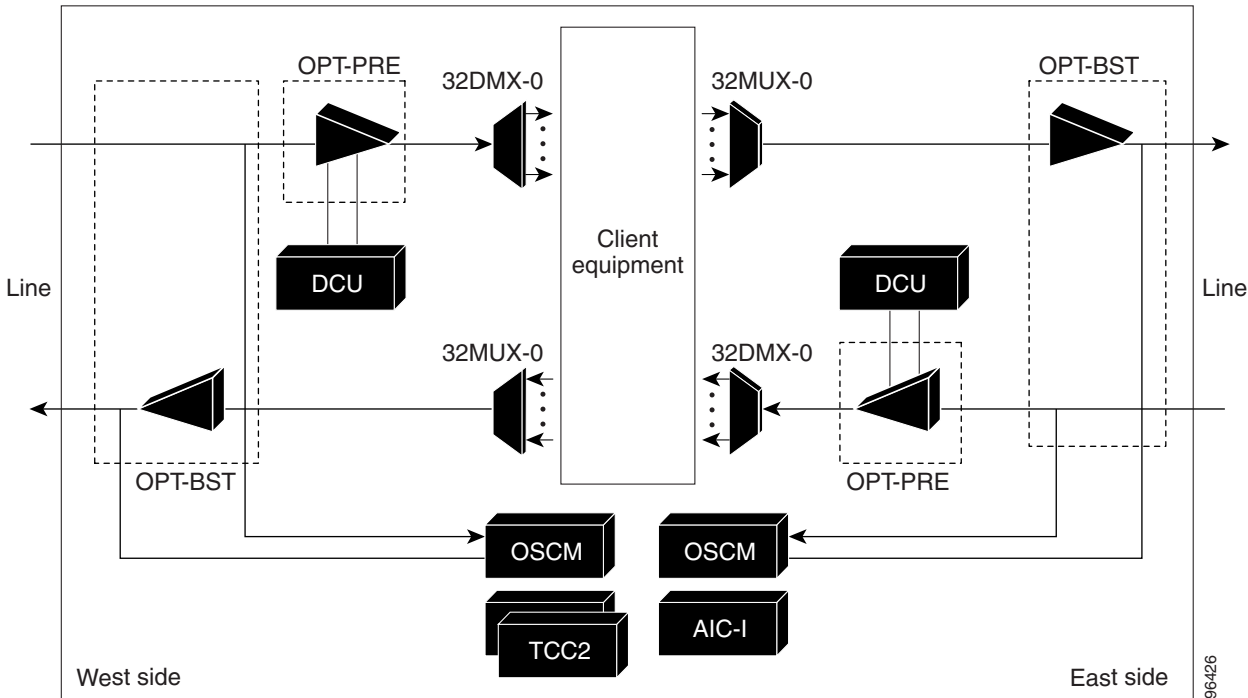 OPT-PRE
32DMX-0
32MUX-0
OPT-BST
DCU
Client
equipment
DCU
Line
Line
32MUX-0
32DMX-0
OPT-BST
OPT-PRE
OSCM
OSCM
TCC2
AIC-I
West side
East side
96426